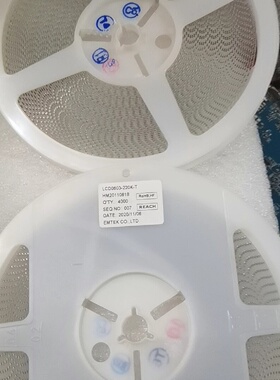 LCD0603-220K-T
HM20110818
RoHS
Q'TY: 4000
SEQ NO: 007
REACH
DATE: 2020/11/08
EMTEK CO., LTD